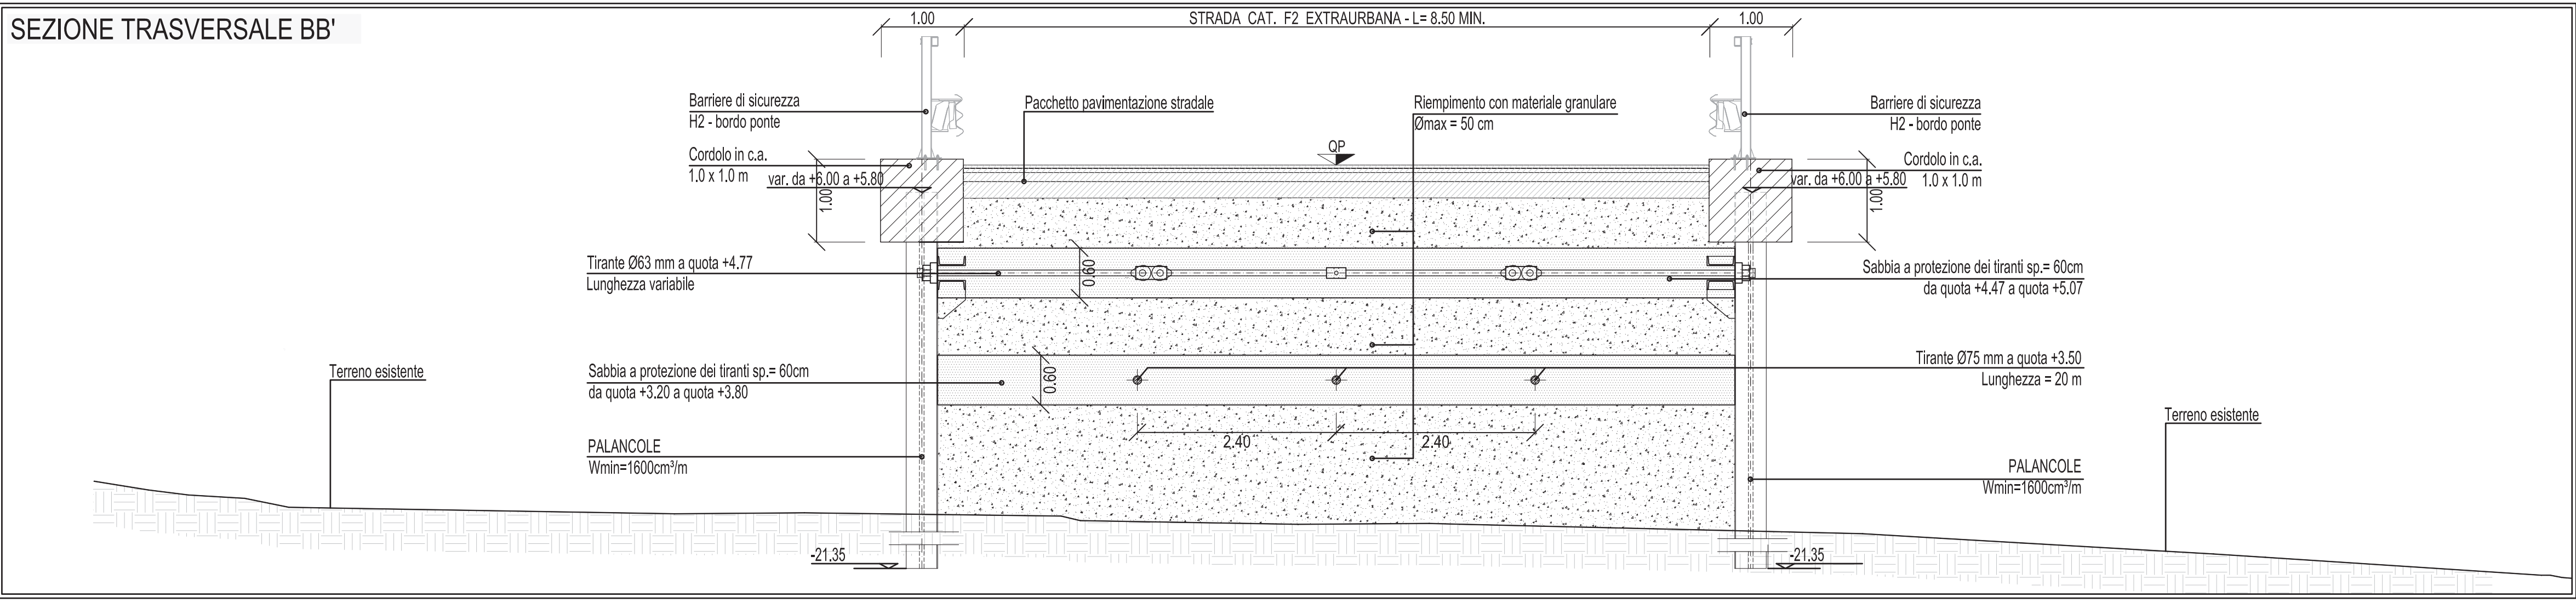 SEZIONE TRASVERSALE BB'
1.00
STRADA CAT. F2 EXTRAURBANA - L= 8.50 MIN.
1.00
Barriere di sicurezza
H2 - bordo ponte
Pacchetto pavimentazione stradale
Riempimento con materiale granulare
Ømax = 50 cm
Barriere di sicurezza
H2 - bordo ponte
QP
Cordolo in c.a.
1.0 x 1.0 m
var. da +6.00 a +5.80
1.00
Cordolo in c.a.
1.0 x 1.0 m
var. da +6.00 a +5.80
1.00
Tirante Ø63 mm a quota +4.77
Lunghezza variabile
0.60
Sabbia a protezione dei tiranti sp.= 60cm
da quota +4.47 a quota +5.07
Terreno esistente
Sabbia a protezione dei tiranti sp.= 60cm
da quota +3.20 a quota +3.80
0.60
Tirante Ø75 mm a quota +3.50
Lunghezza = 20 m
Terreno esistente
2.40
2.40
PALANCOLE
Wmin=1600cm³/m
PALANCOLE
Wmin=1600cm³/m
-21.35
-21.35